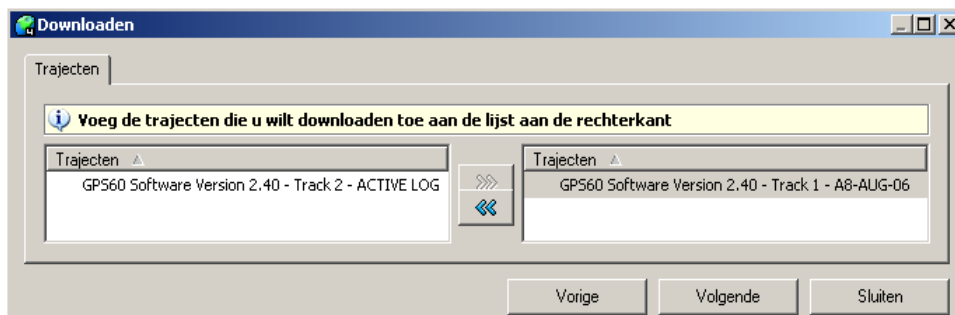 Downloaden
Trajecten
Voeg de trajecten die u wilt downloaden toe aan de lijst aan de rechterkant
Trajecten
GPS60 Software Version 2.40 - Track 2 - ACTIVE LOG
Trajecten
GPS60 Software Version 2.40 - Track 1 - A8-AUG-06
Vorige
Volgende
Sluiten